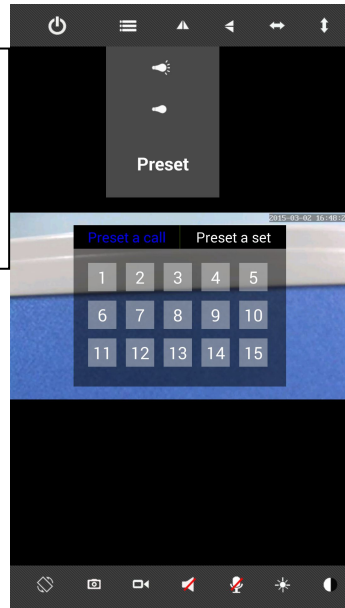 Preset
2015-03-02 16:48:2
Preset a call Preset a set
1 2 3 4 5
6 7 8 9 10
11 12 13 14 15